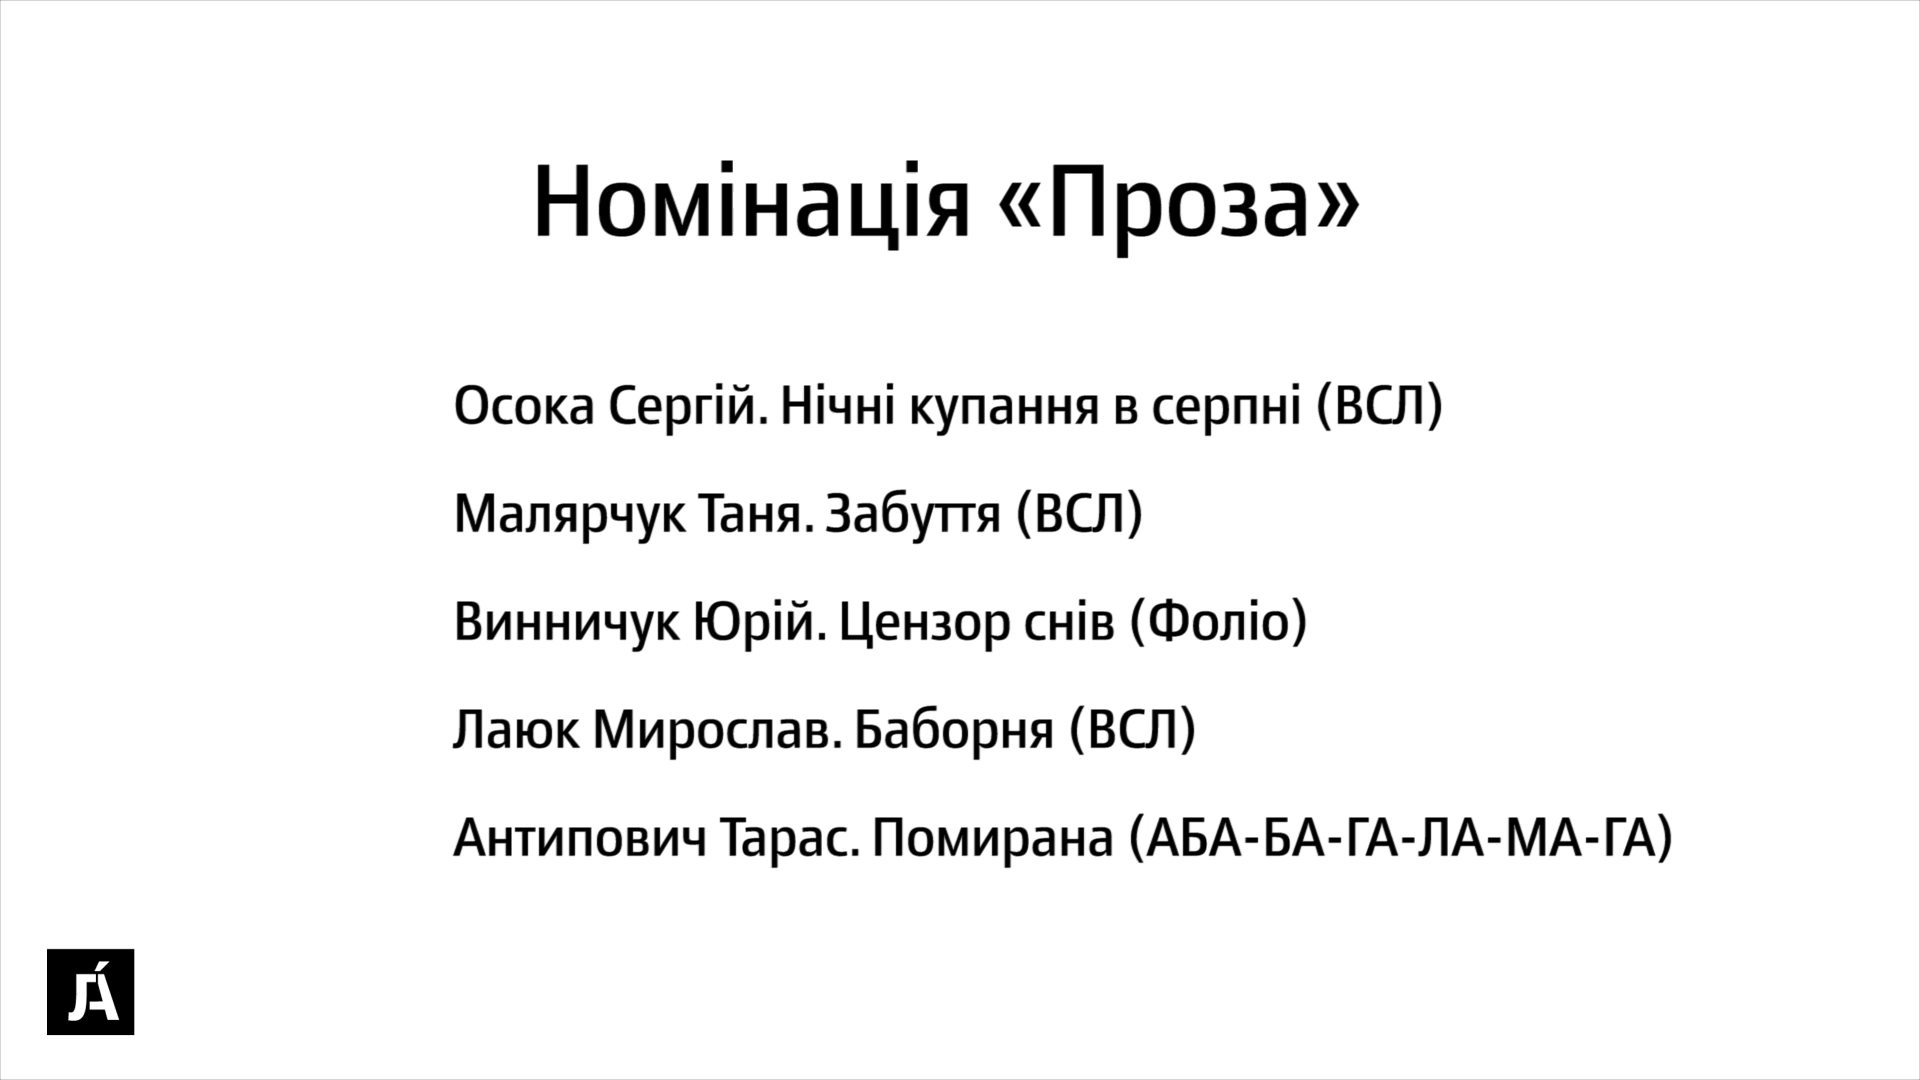 Номінація «Проза»
Осока Сергій. Нічні купання в серпні (ВСЛ)
Малярчук Таня. Забуття (ВСЛ)
Винничук Юрій. Цензор снів (Фоліо)
Лаюк Мирослав. Баборня (ВСЛ)
Антипович Тарас. Помирана (АБА-БА-ГА-ЛА-МА-ГА)
ЛА́